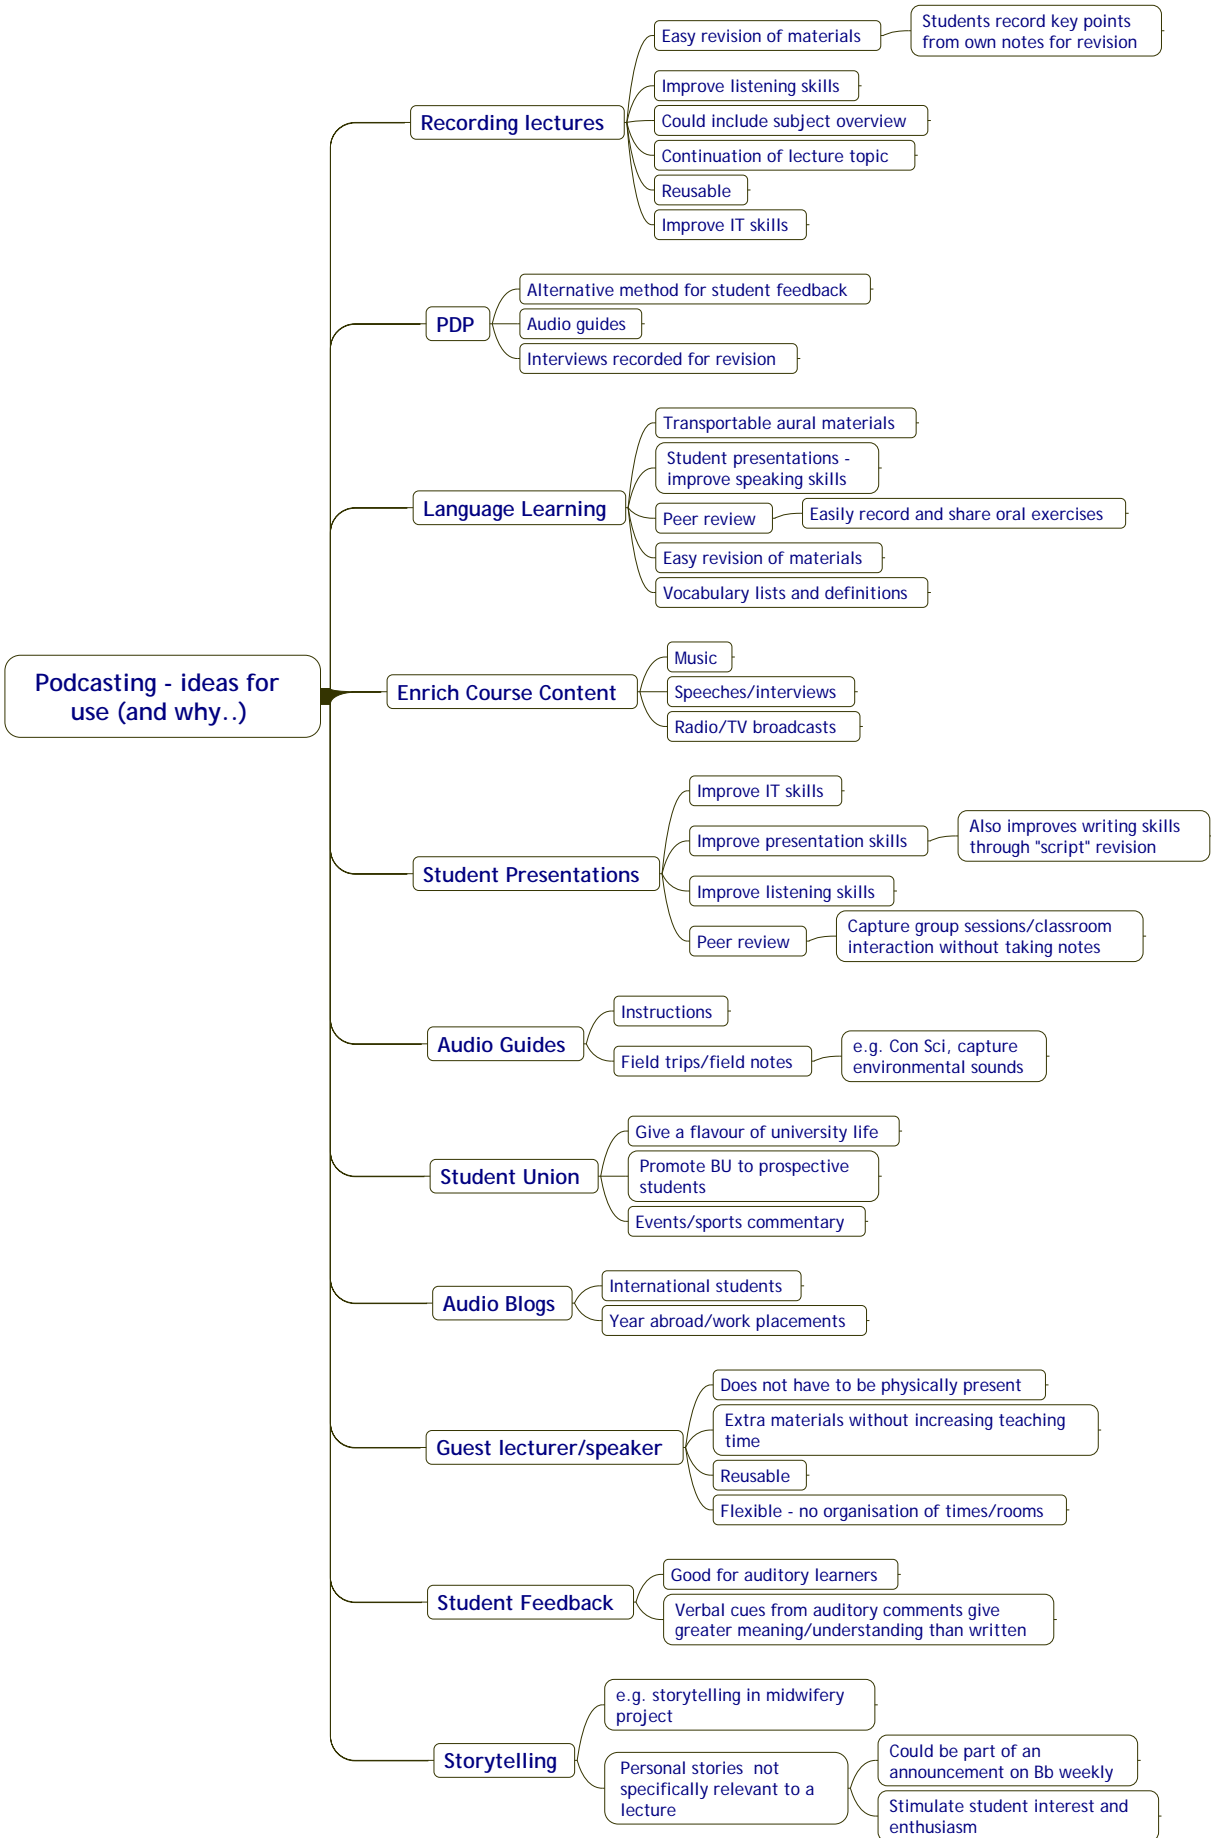 Podcasting - ideas for
use (and why..)
Recording lectures
Easy revision of materials
Students record key points
from own notes for revision
Improve listening skills
Could include subject overview
Continuation of lecture topic
Reusable
Improve IT skills
PDP
Alternative method for student feedback
Audio guides
Interviews recorded for revision
Language Learning
Transportable aural materials
Student presentations -
improve speaking skills
Peer review
Easily record and share oral exercises
Easy revision of materials
Vocabulary lists and definitions
Enrich Course Content
Music
Speeches/interviews
Radio/TV broadcasts
Student Presentations
Improve IT skills
Improve presentation skills
Also improves writing skills
through "script" revision
Improve listening skills
Peer review
Capture group sessions/classroom
interaction without taking notes
Audio Guides
Instructions
Field trips/field notes
e.g. Con Sci, capture
environmental sounds
Student Union
Give a flavour of university life
Promote BU to prospective
students
Events/sports commentary
Audio Blogs
International students
Year abroad/work placements
Guest lecturer/speaker
Does not have to be physically present
Extra materials without increasing teaching
time
Reusable
Flexible - no organisation of times/rooms
Student Feedback
Good for auditory learners
Verbal cues from auditory comments give
greater meaning/understanding than written
Storytelling
e.g. storytelling in midwifery
project
Personal stories  not
specifically relevant to a
lecture
Could be part of an
announcement on Bb weekly
Stimulate student interest and
enthusiasm